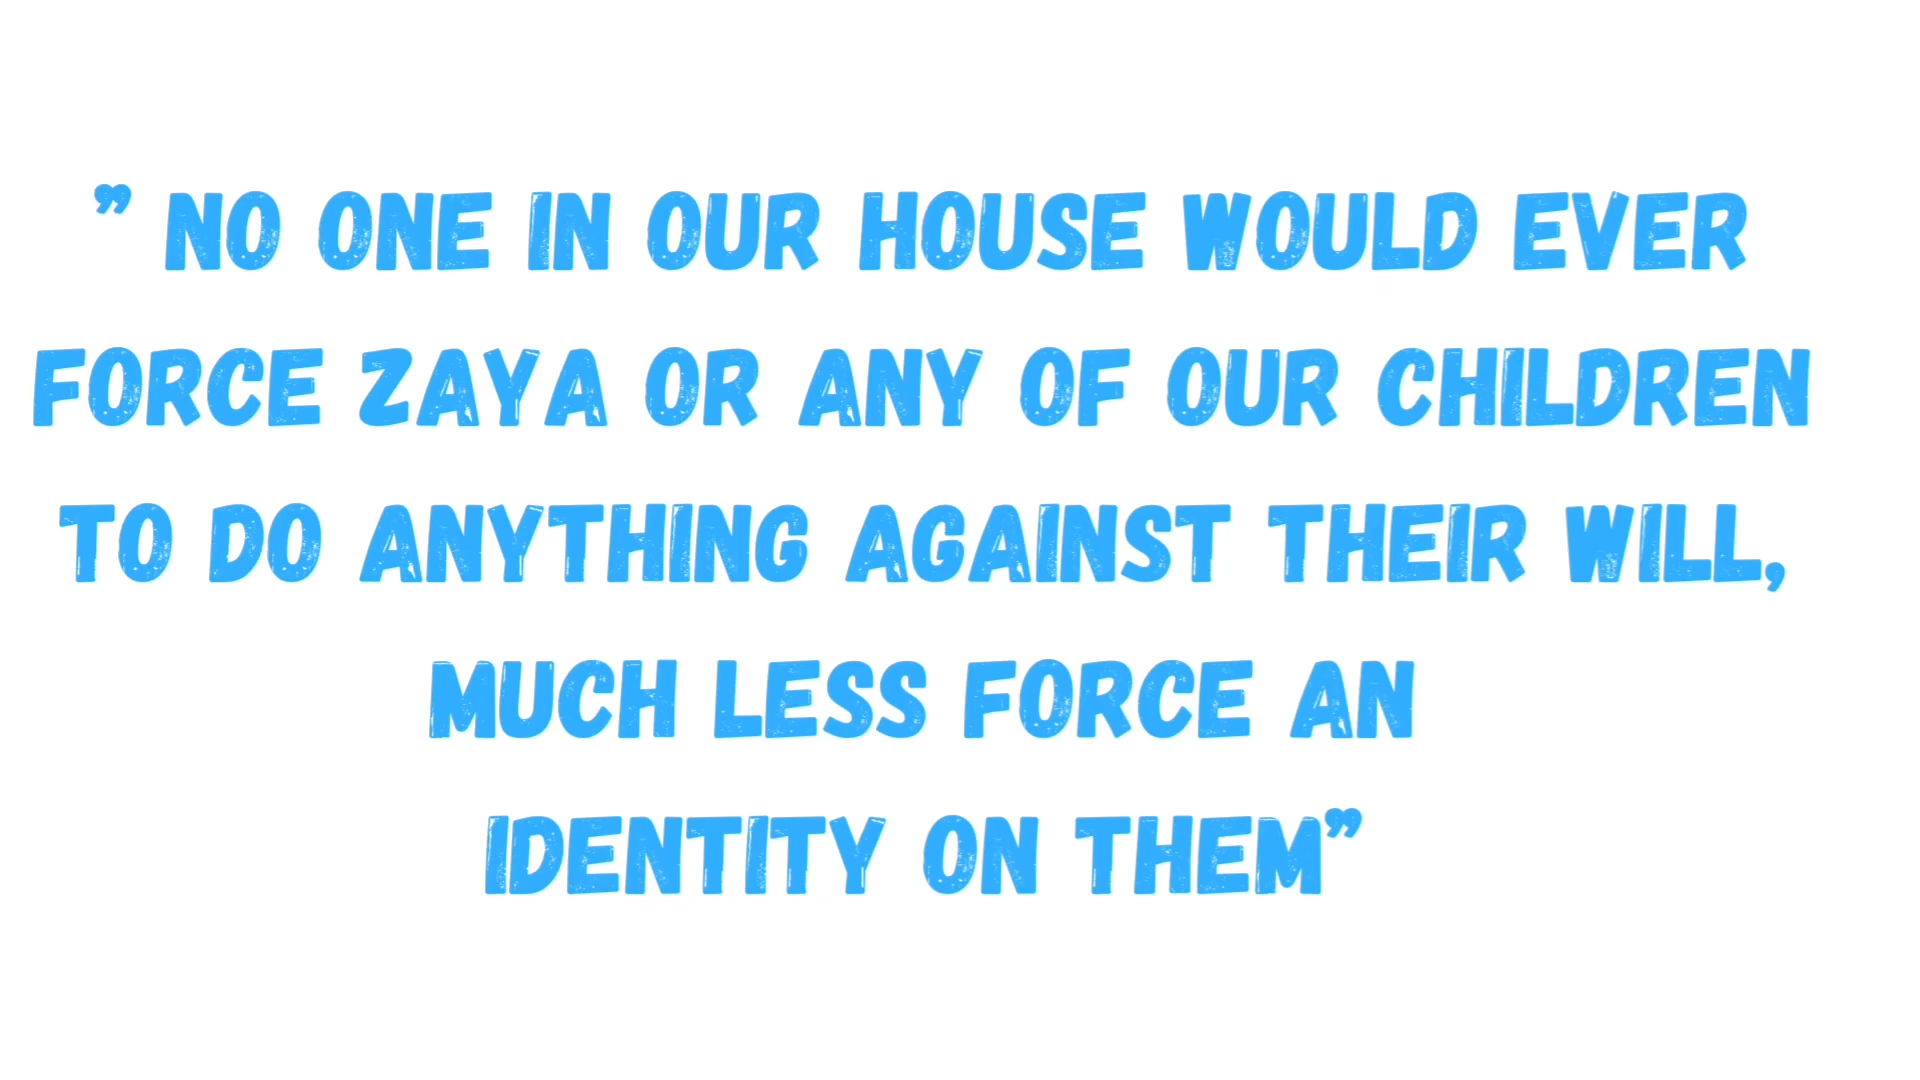 ” NO ONE IN OUR HOUSE WOULD EVER
FORCE ZAYA OR ANY OF OUR CHILDREN
TO DO ANYTHING AGAINST THEIR WILL,
MUCH LESS FORCE AN
IDENTITY ON THEM”